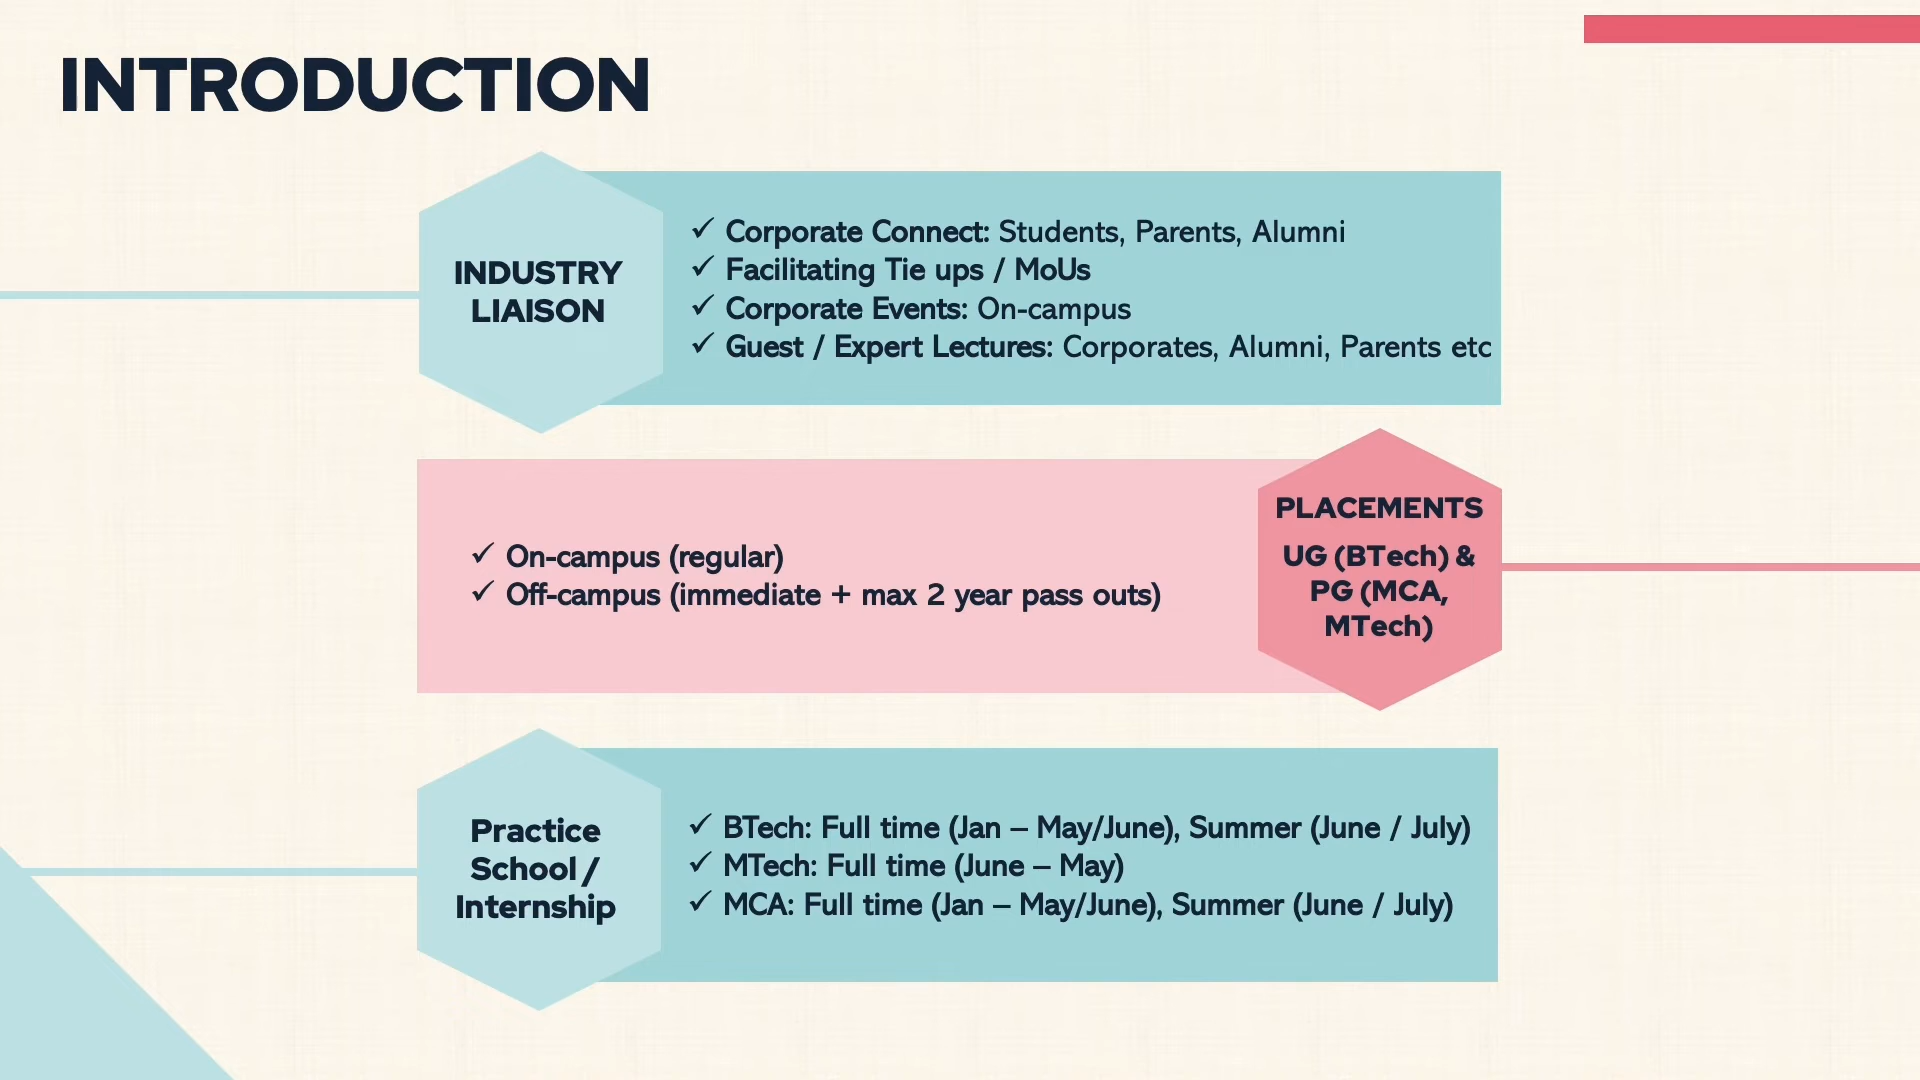 INTRODUCTION
INDUSTRY
LIAISON
✓ Corporate Connect: Students, Parents, Alumni
✓ Facilitating Tie ups / MoUs
✓ Corporate Events: On-campus
✓ Guest / Expert Lectures: Corporates, Alumni, Parents etc
✓ On-campus (regular)
✓ Off-campus (immediate + max 2 year pass outs)
PLACEMENTS
UG (BTech) &
PG (MCA,
MTech)
Practice
School /
Internship
✓ BTech: Full time (Jan – May/June), Summer (June / July)
✓ MTech: Full time (June – May)
✓ MCA: Full time (Jan – May/June), Summer (June / July)